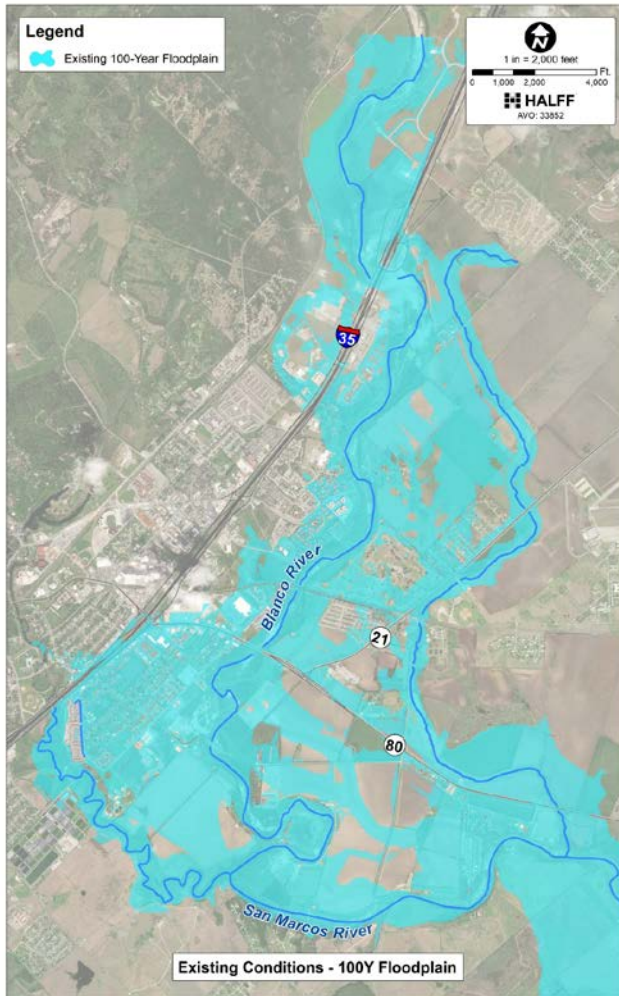 Legend
Existing 100-Year Floodplain
N
1 in = 2,000 feet
Ft.
0 1,000 2,000 4,000
HALFF
AVO: 33852
35
Blanco River
21
80
San Marcos River
Existing Conditions - 100Y Floodplain